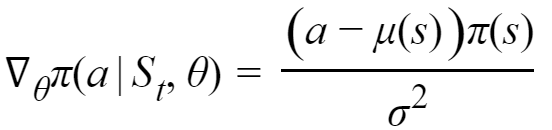 ∇θπ(a | St, θ) = (a − μ(s))π(s) / σ²